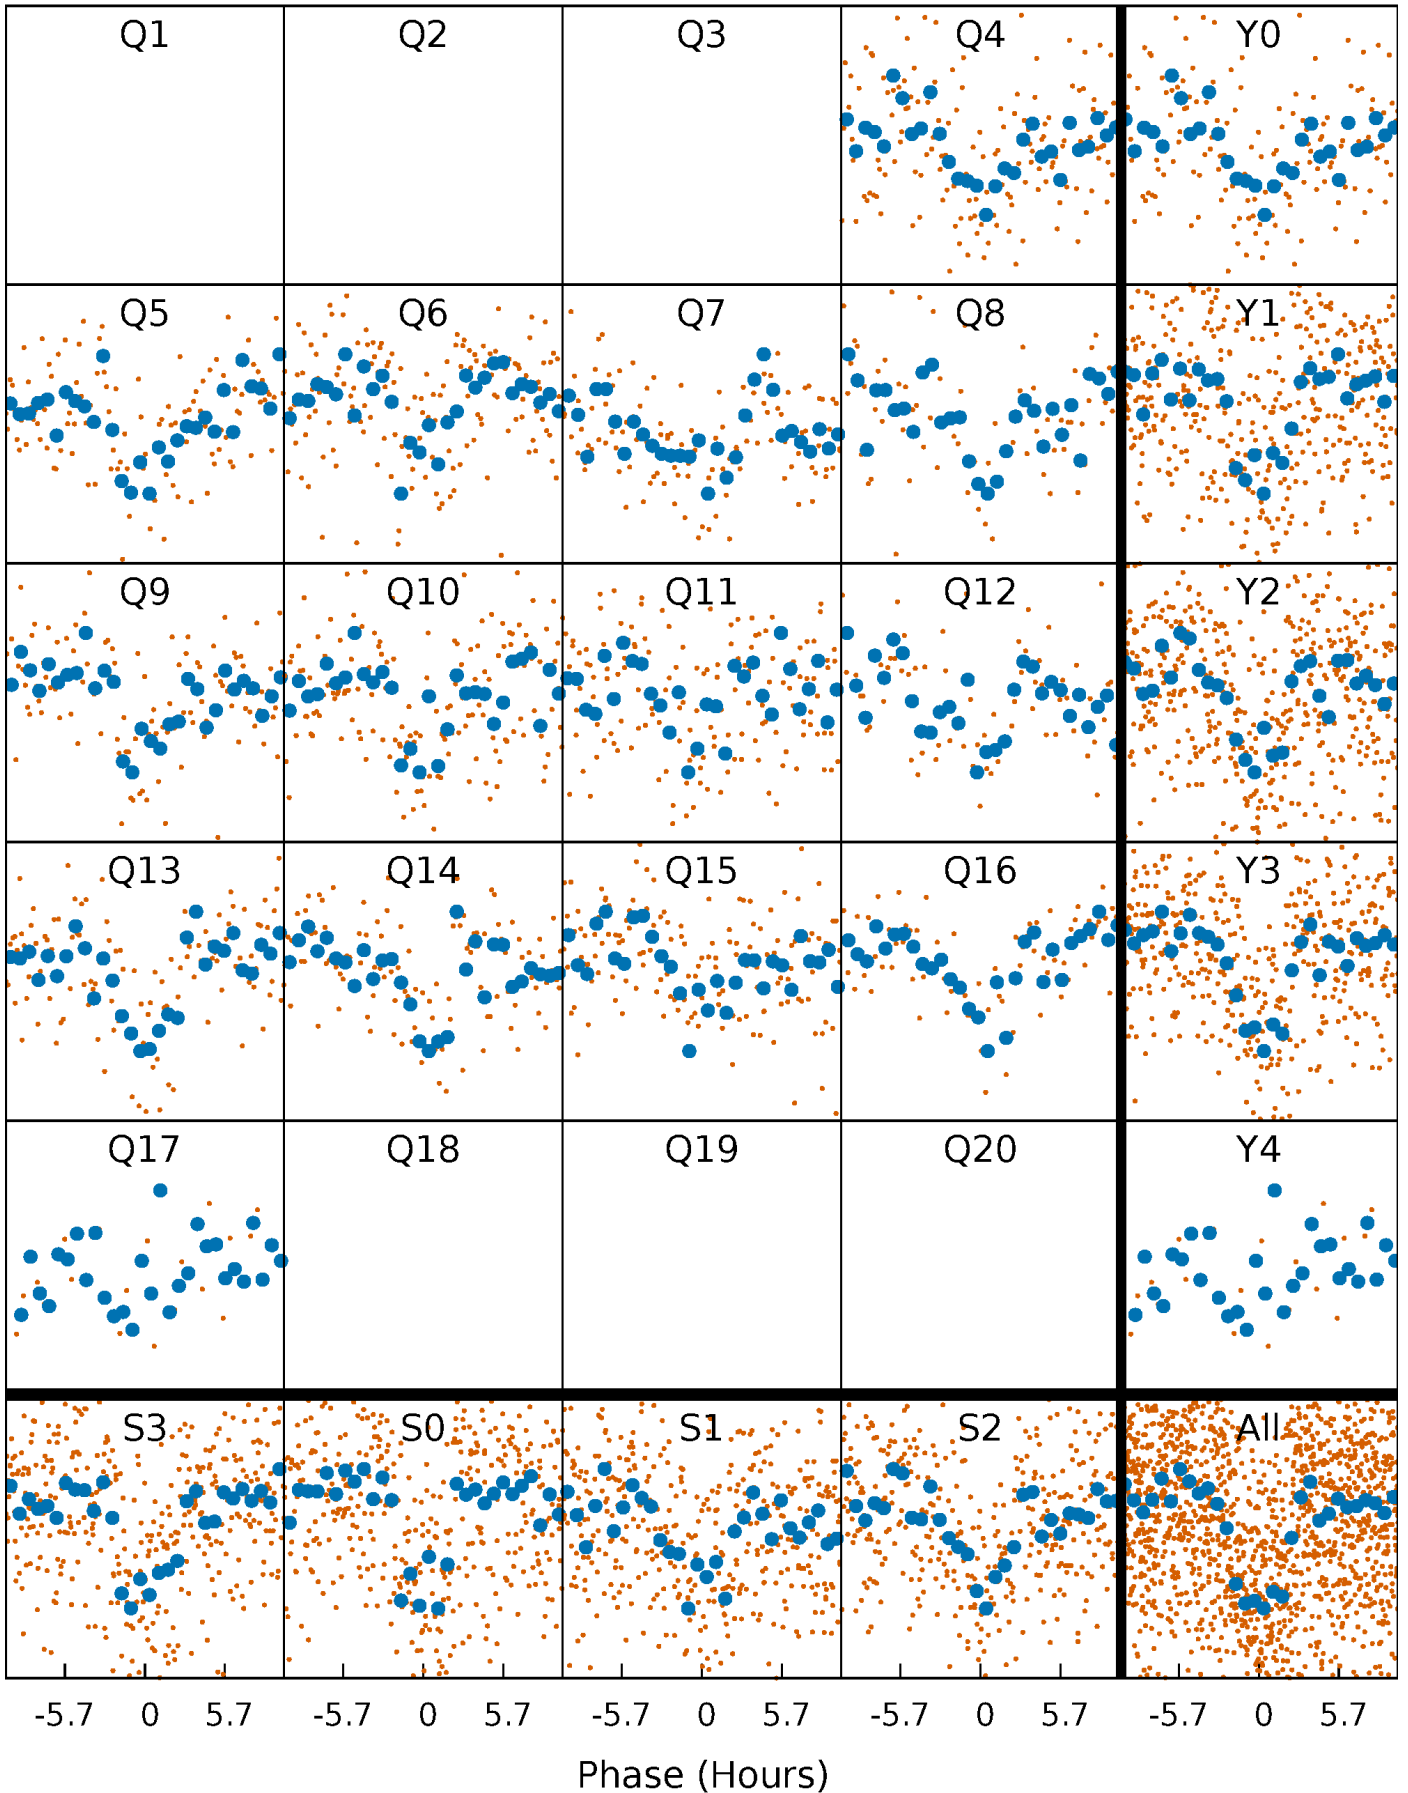 Q1 Q2 Q3 Q4 Y0
Q5 Q6 Q7 Q8 Y1
Q9 Q10 Q11 Q12 Y2
Q13 Q14 Q15 Q16 Y3
Q17 Q18 Q19 Q20 Y4
S3 S0 S1 S2 All
-5.7 0 5.7 -5.7 0 5.7 -5.7 0 5.7 -5.7 0 5.7 -5.7 0 5.7
Phase (Hours)